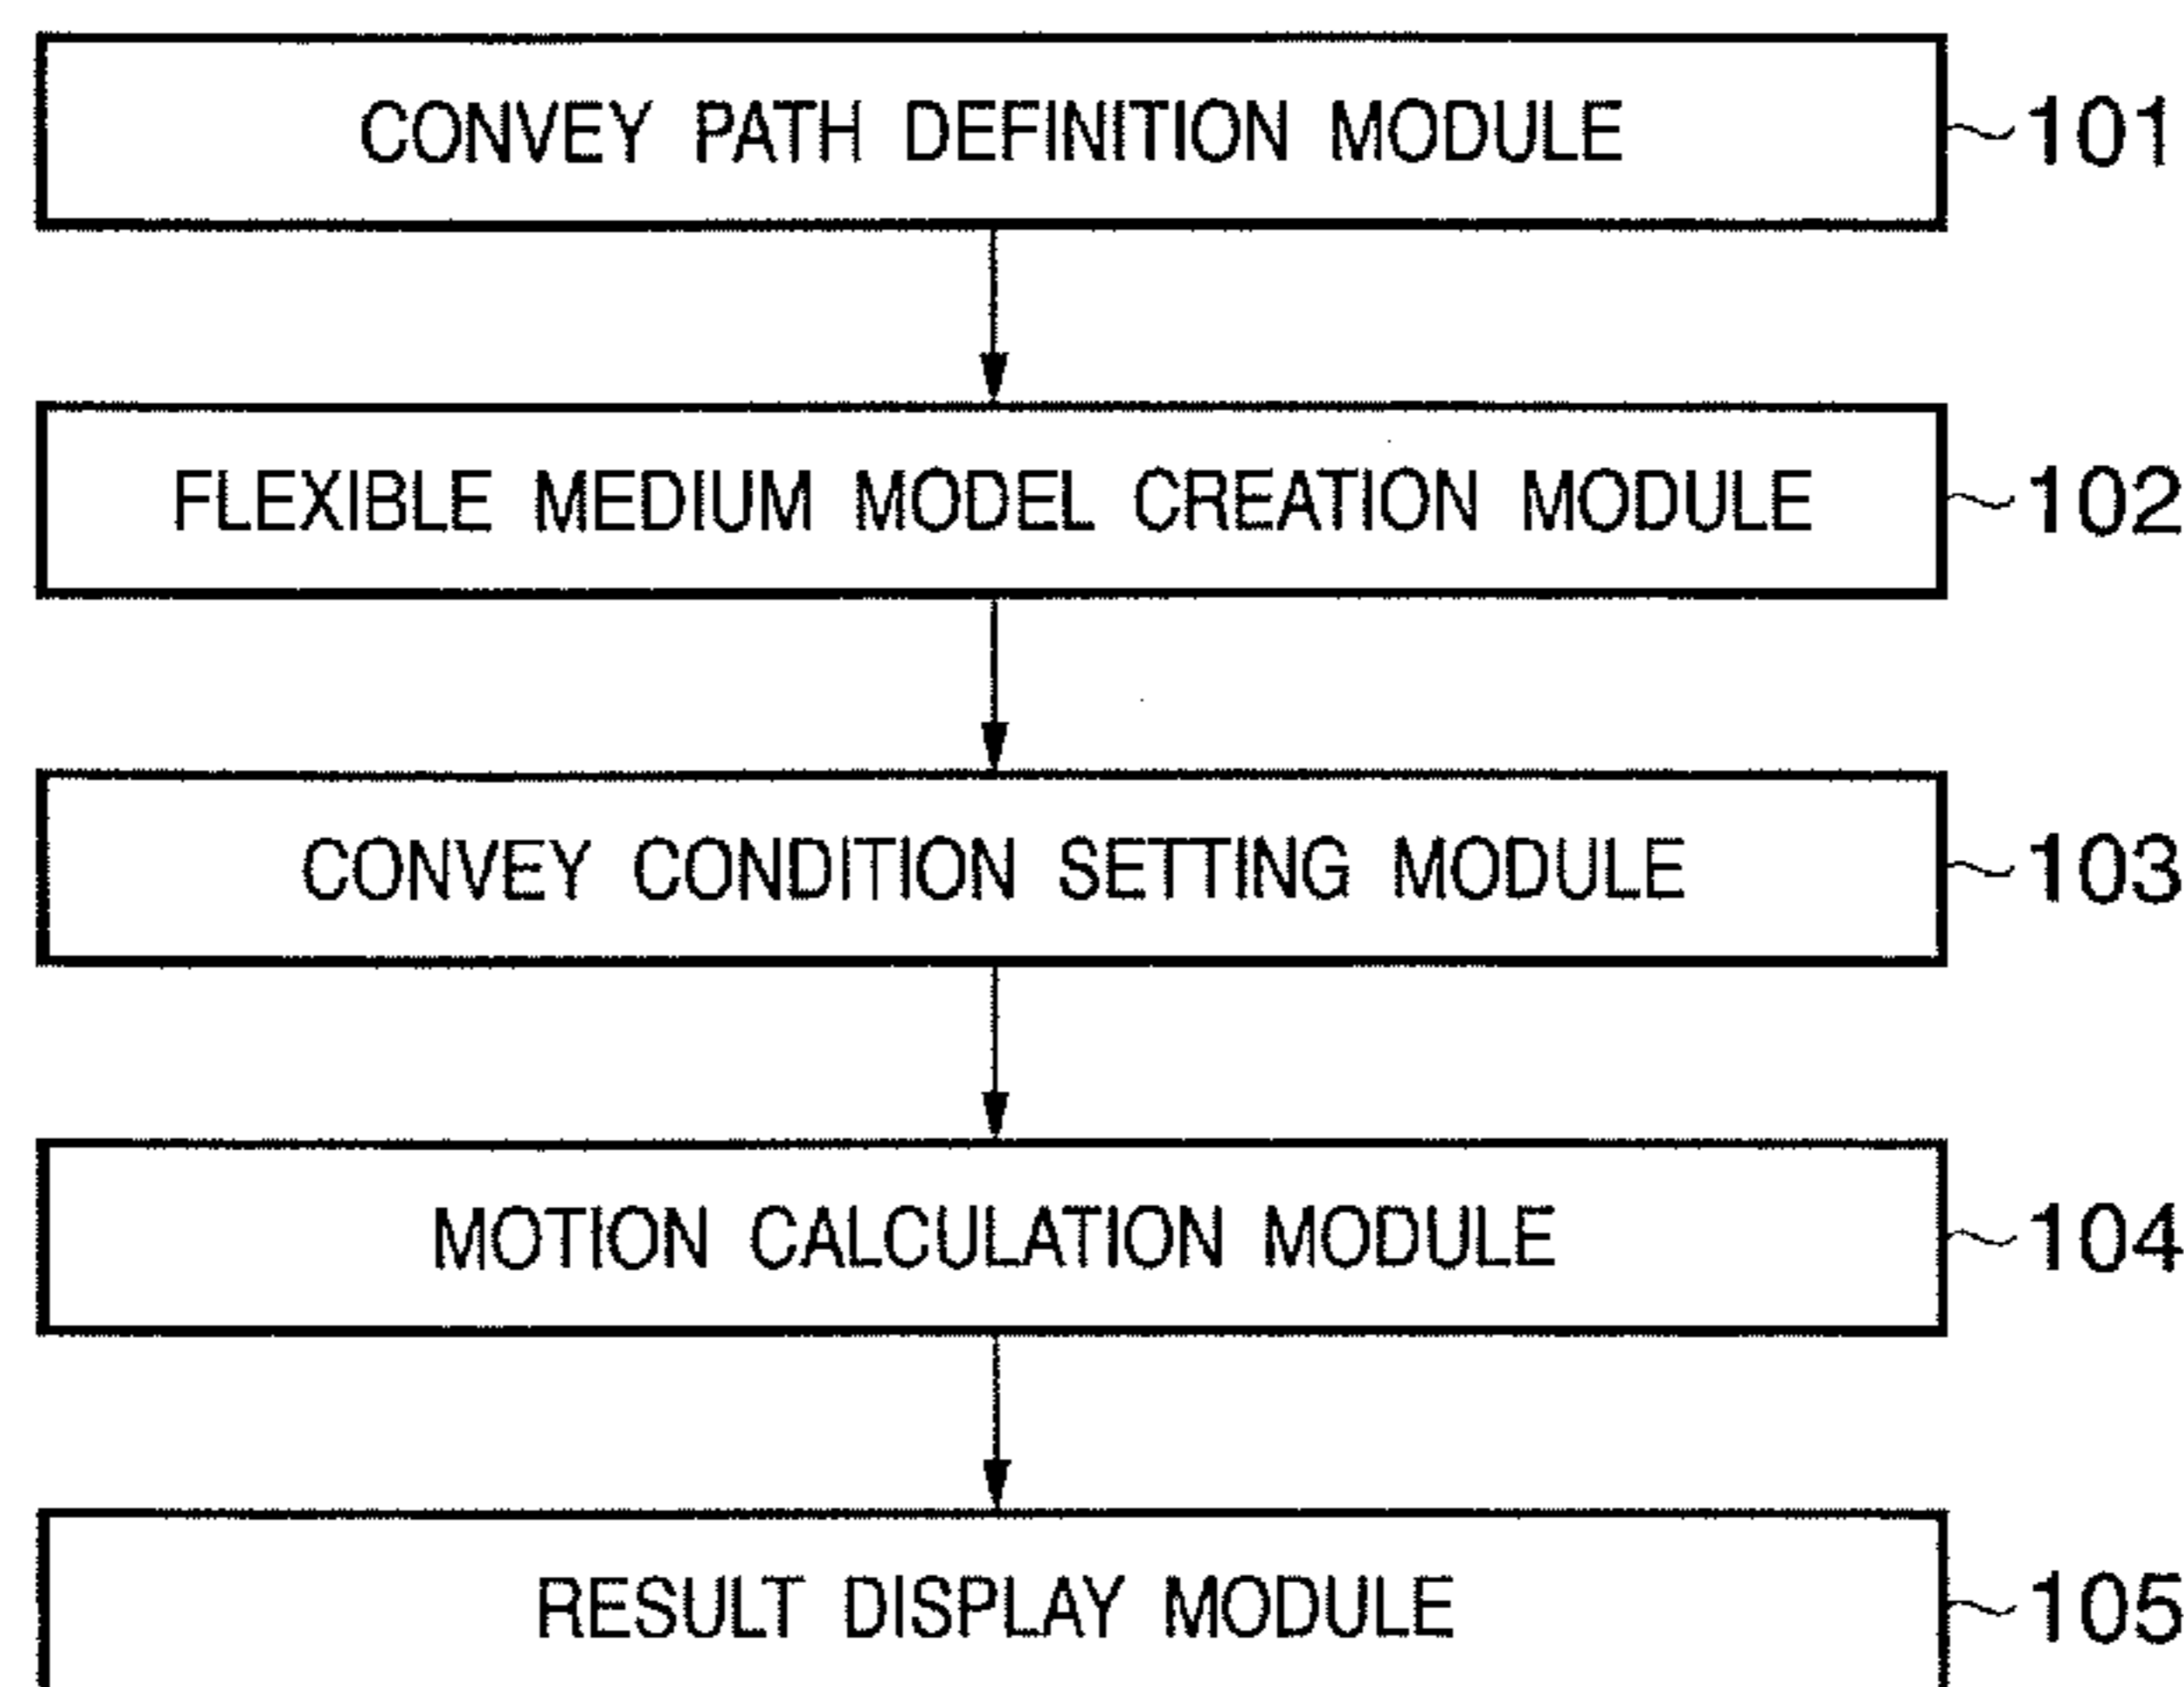 CONVEY PATH DEFINITION MODULE 101
FLEXIBLE MEDIUM MODEL CREATION MODULE 102
CONVEY CONDITION SETTING MODULE 103
MOTION CALCULATION MODULE 104
RESULT DISPLAY MODULE 105